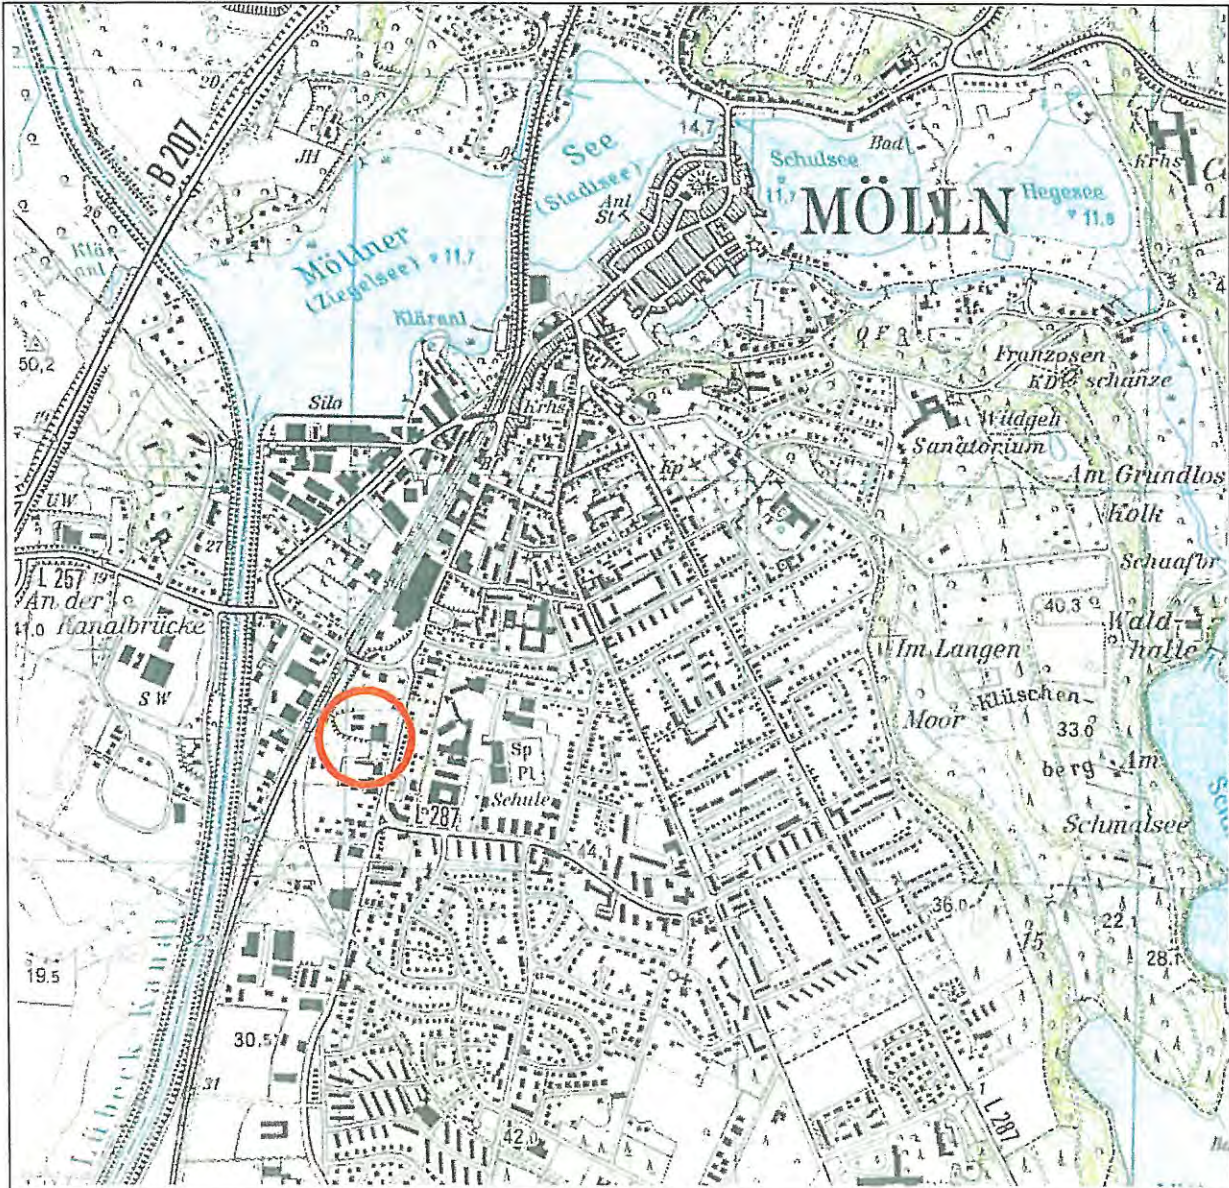 B 207
20
JH
26
Klär-
anl
50,2
Möllner
(Ziegelsee) 11,7
Kläranl
See
(Stadtsee)
14,7
Anl
St
Schulsee
11,7
Bad
MÖLLN
Hegesee
11,8
Krhs
Silo
Krhs
Kp
Franzosen
KD schanze
Wildgeh
Sanatorium
Am Grundlos
Kolk
Schaafbr
UW
27
L 267
19
An der
Kanalbrücke
S W
40,3
Wald-
halle
Im Langen
Moor
Klüschen-
33,0
berg
Am
Schmalsee
Sp
Pl
Schule
L 287
44,1
36,0
15
22,1
28,1
19,5
30,5
31
Lübeck Kanal
42,0
L 287